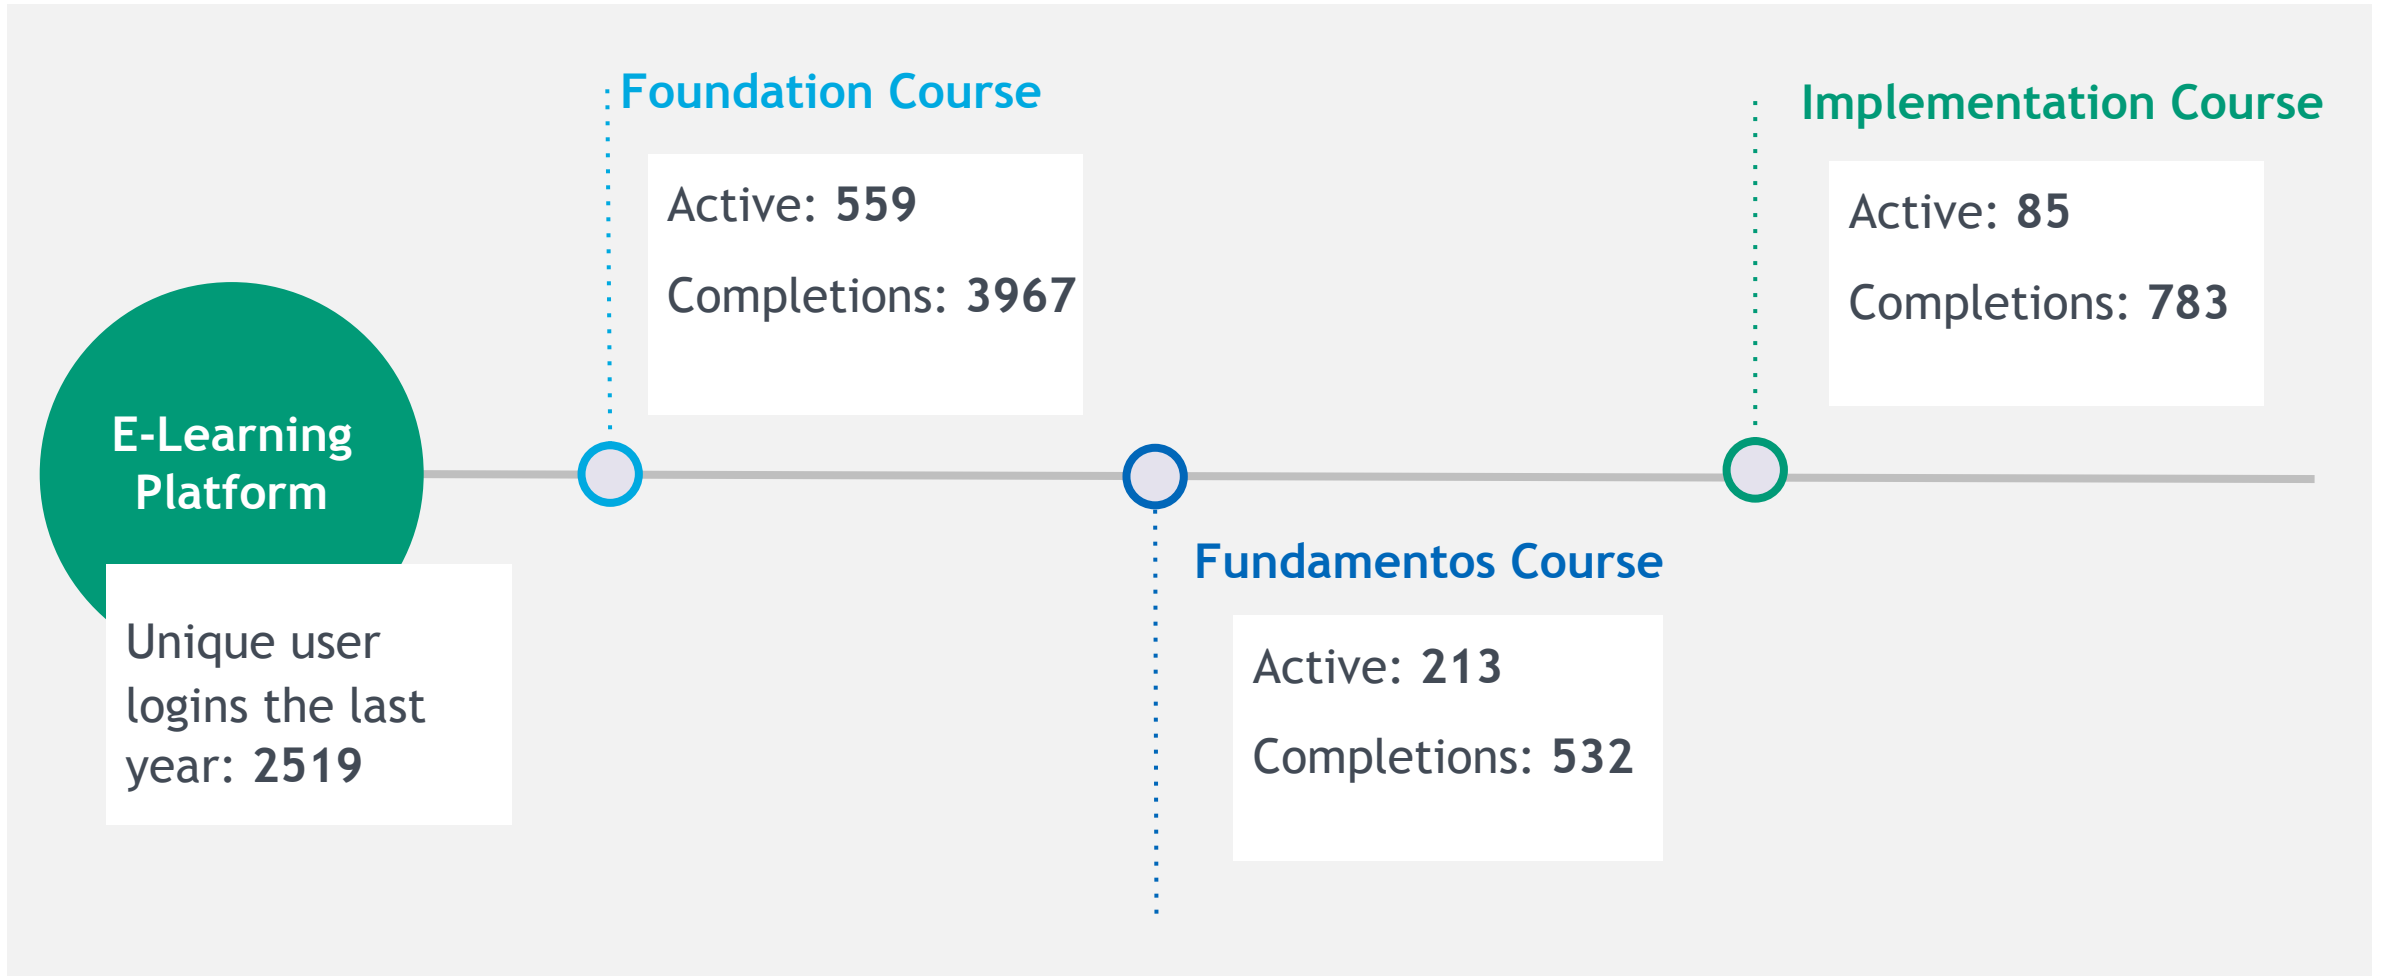 E-Learning
Platform
Unique user
logins the last
year: 2519
Foundation Course
Active: 559
Completions: 3967
Fundamentos Course
Active: 213
Completions: 532
Implementation Course
Active: 85
Completions: 783